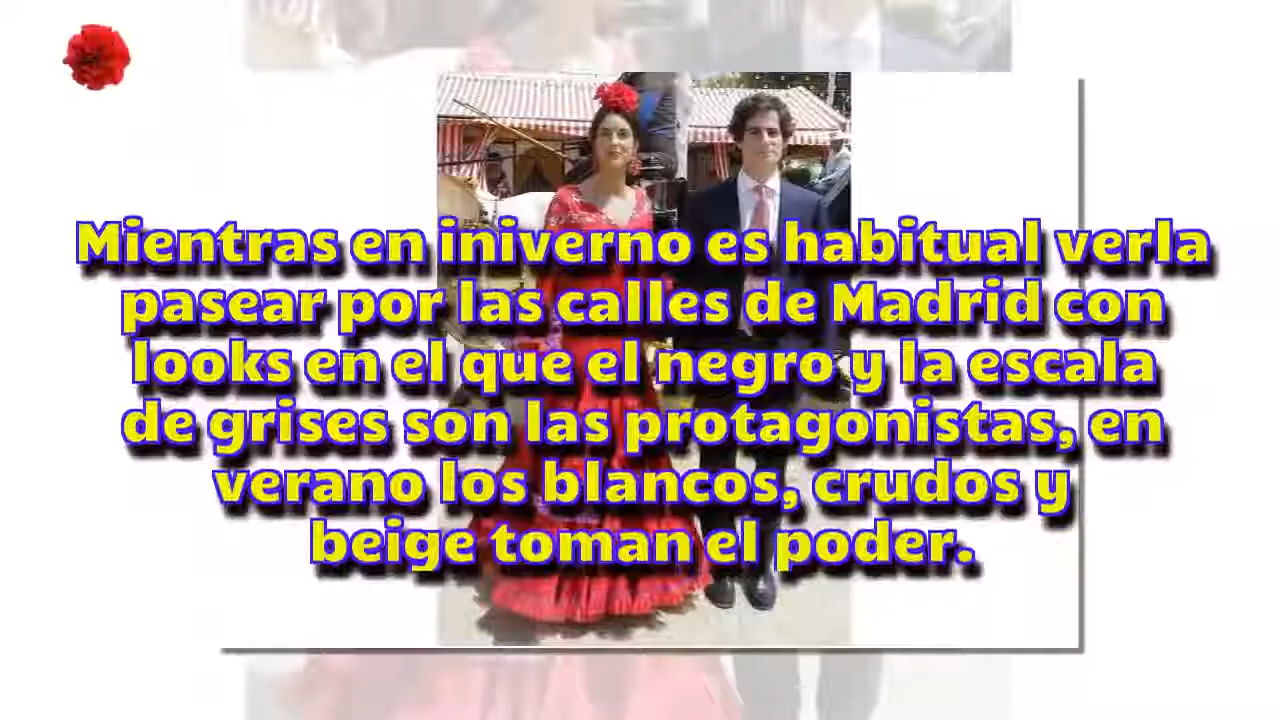 Mientras en iniverno es habitual verla
pasear por las calles de Madrid con
looks en el que el negro y la escala
de grises son las protagonistas, en
verano los blancos, crudos y
beige toman el poder.